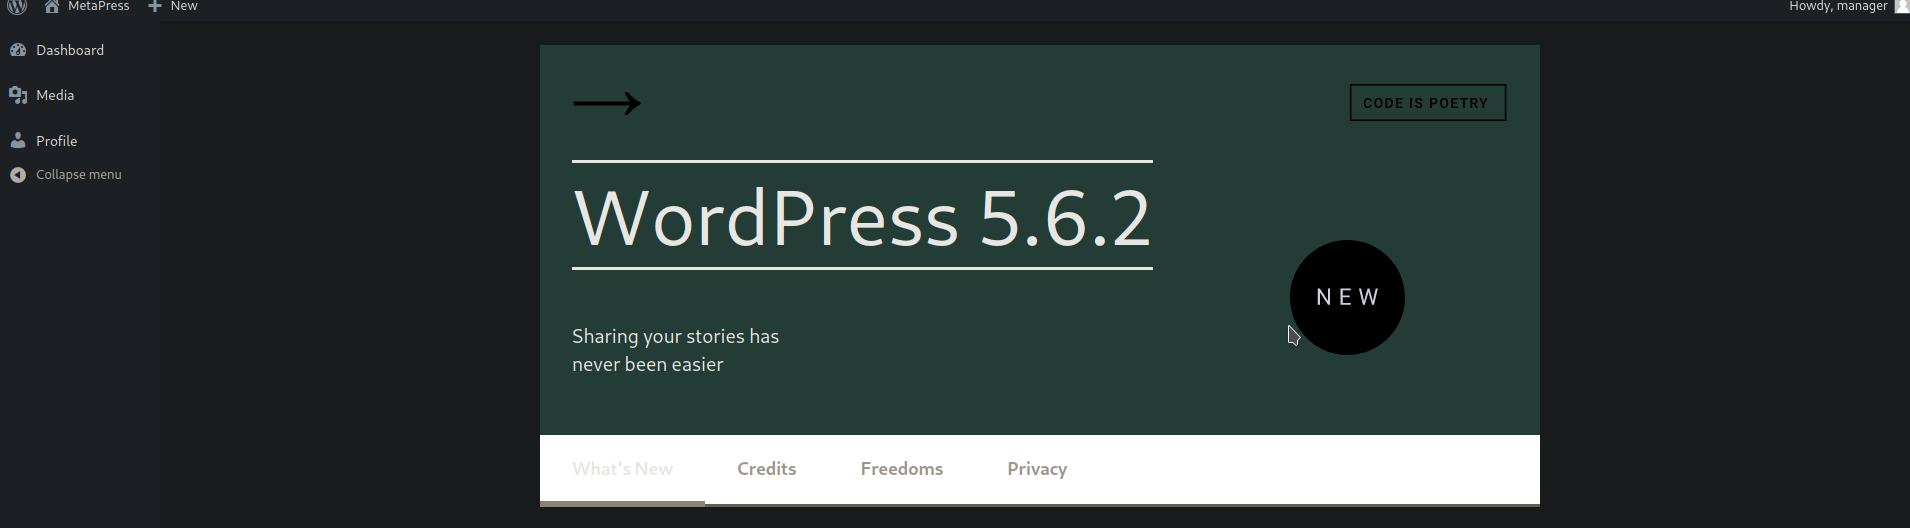 MetaPress New Howdy, manager
Dashboard
Media
Profile
Collapse menu
CODE IS POETRY
WordPress 5.6.2
NEW
Sharing your stories has
never been easier
What's New Credits Freedoms Privacy